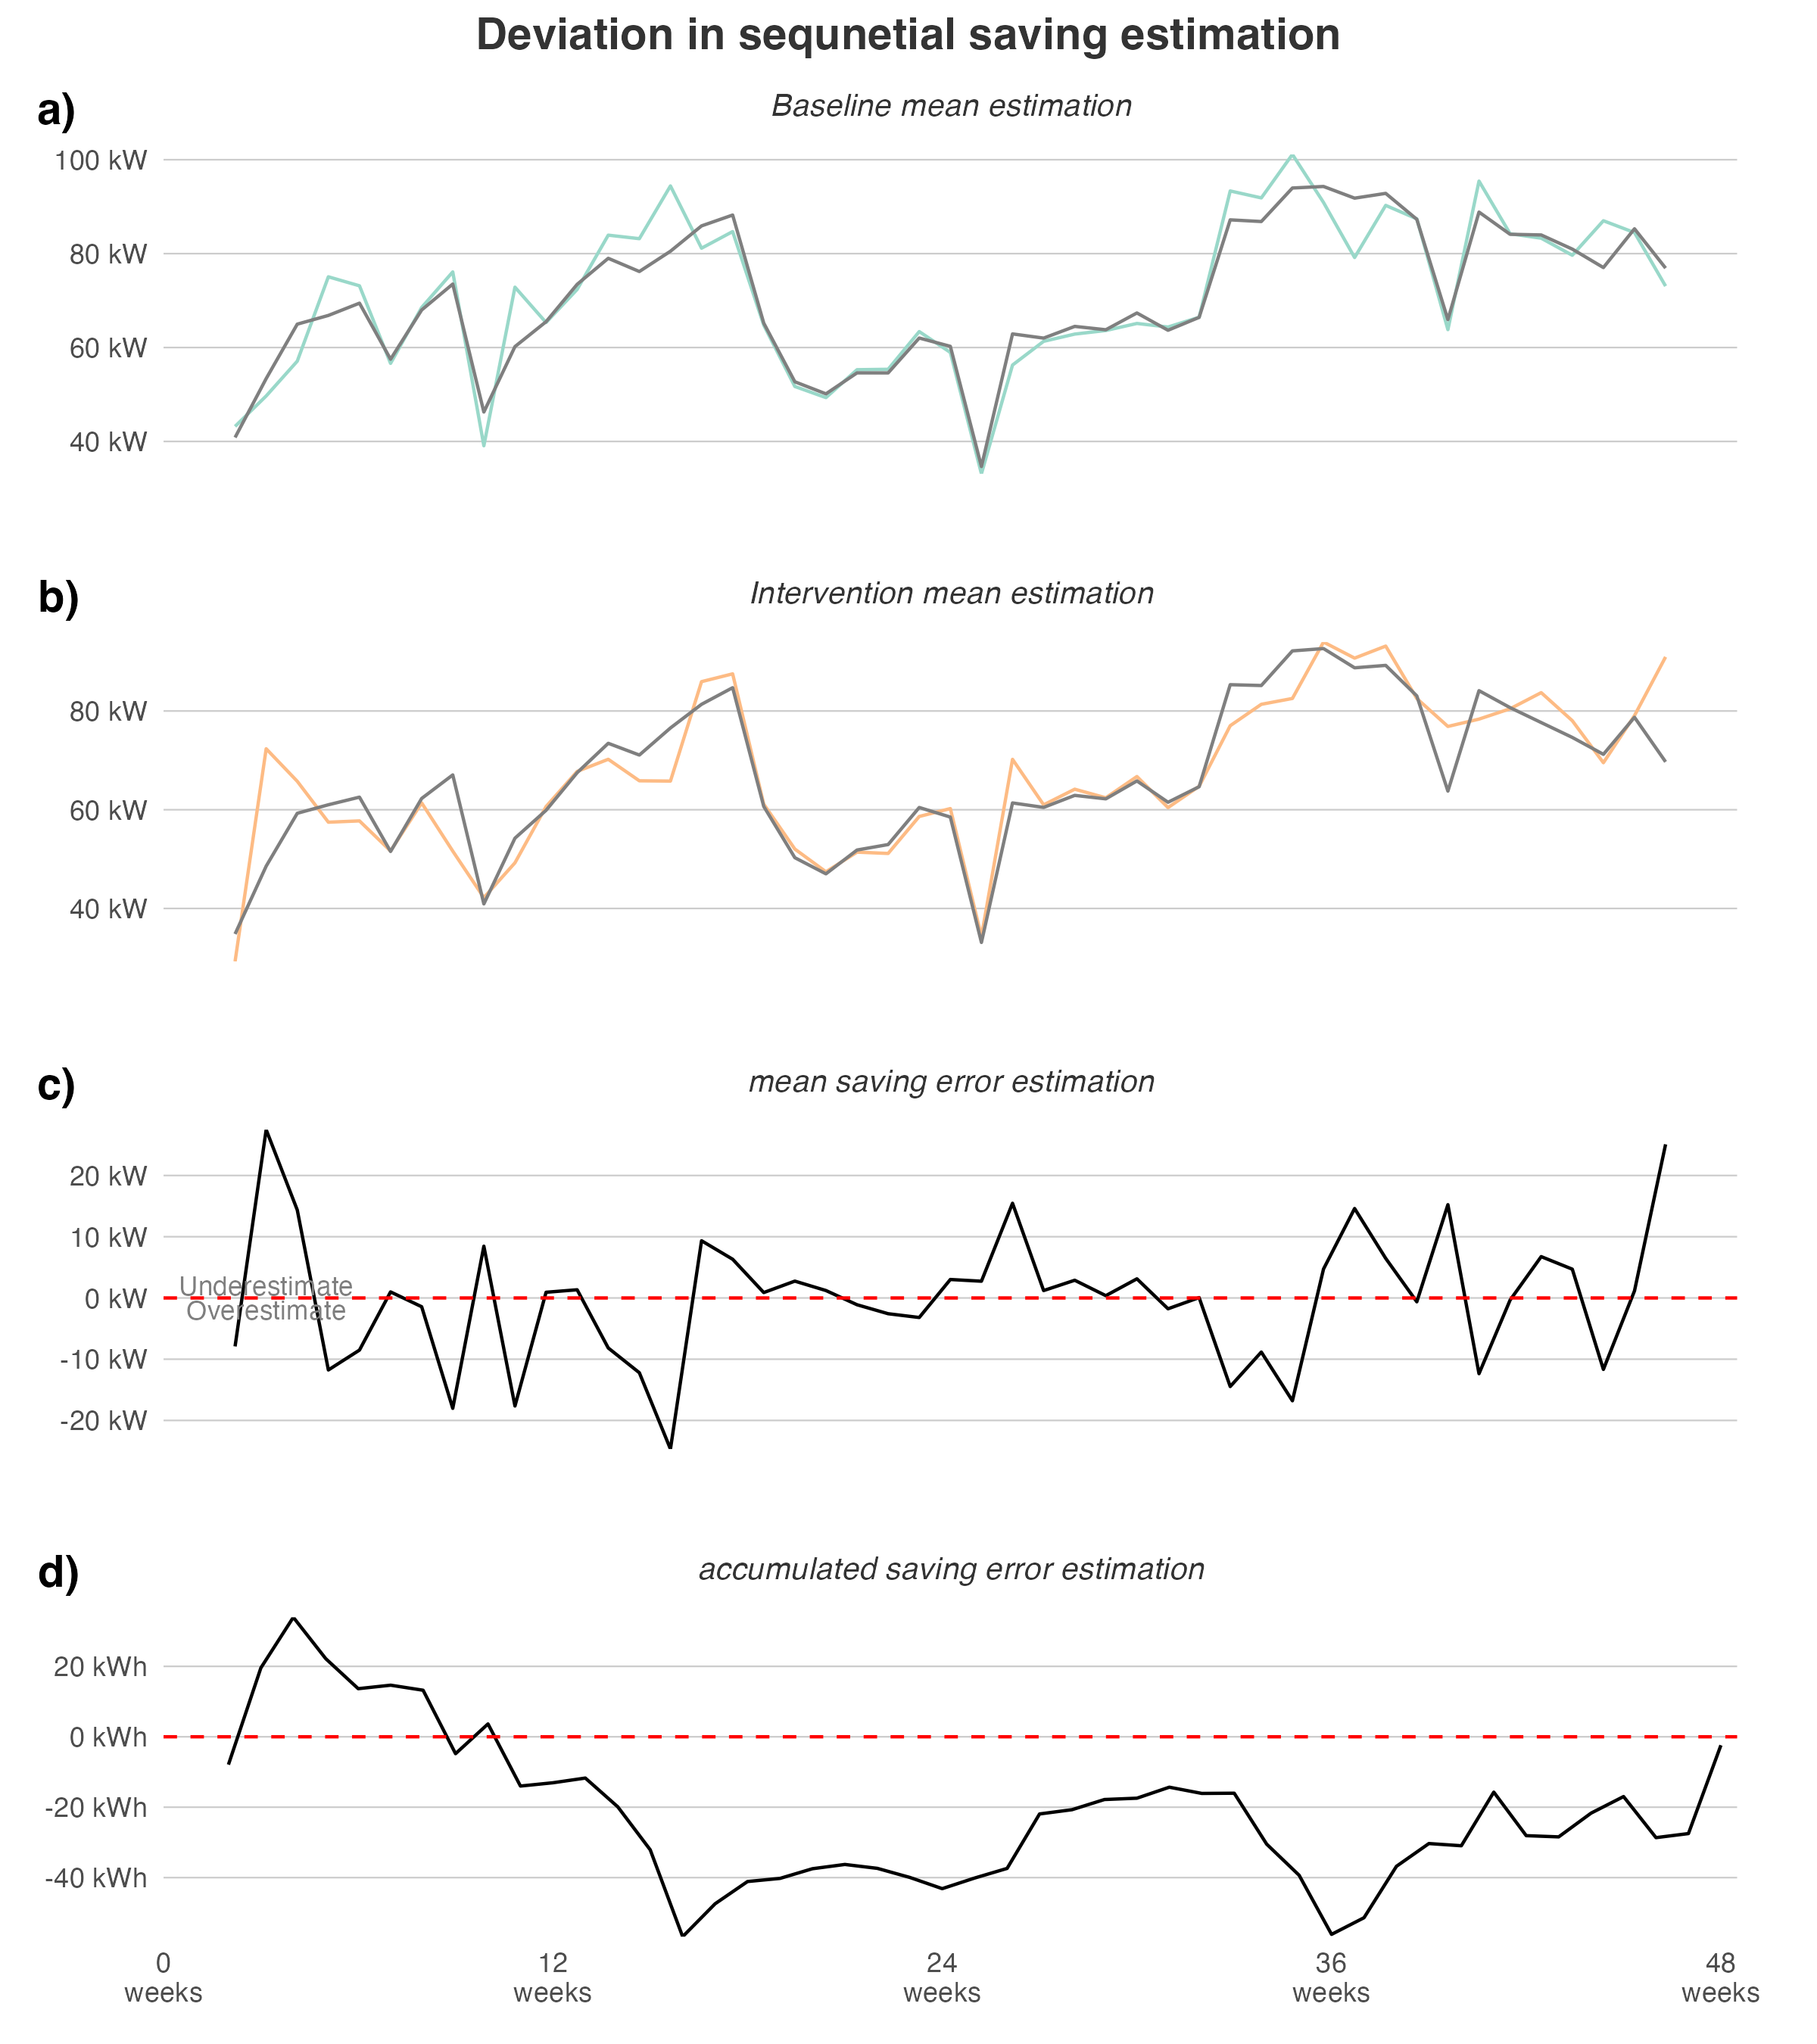 Deviation in sequnetial saving estimation
a)
Baseline mean estimation
100 kW
80 kW
60 kW
40 kW
b)
Intervention mean estimation
80 kW
60 kW
40 kW
c)
mean saving error estimation
20 kW
10 kW
Underestimate
0 kW
Overestimate
-10 kW
-20 kW
d)
accumulated saving error estimation
20 kWh
0 kWh
-20 kWh
-40 kWh
0 12 24 36 48
weeks weeks weeks weeks weeks